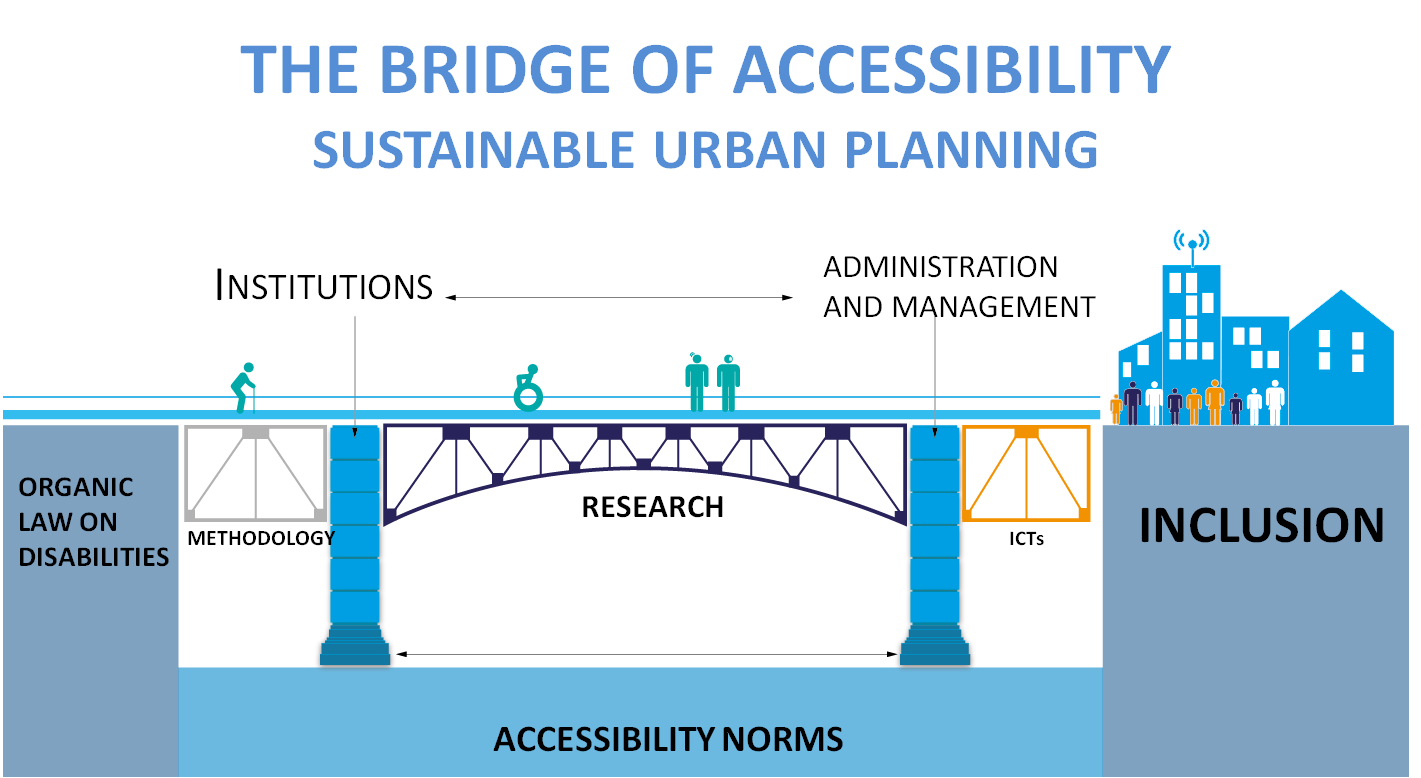 THE BRIDGE OF ACCESSIBILITY
SUSTAINABLE URBAN PLANNING
INSTITUTIONS
ADMINISTRATION
AND MANAGEMENT
ORGANIC
LAW ON
DISABILITIES
METHODOLOGY
RESEARCH
ICTs
INCLUSION
ACCESSIBILITY NORMS